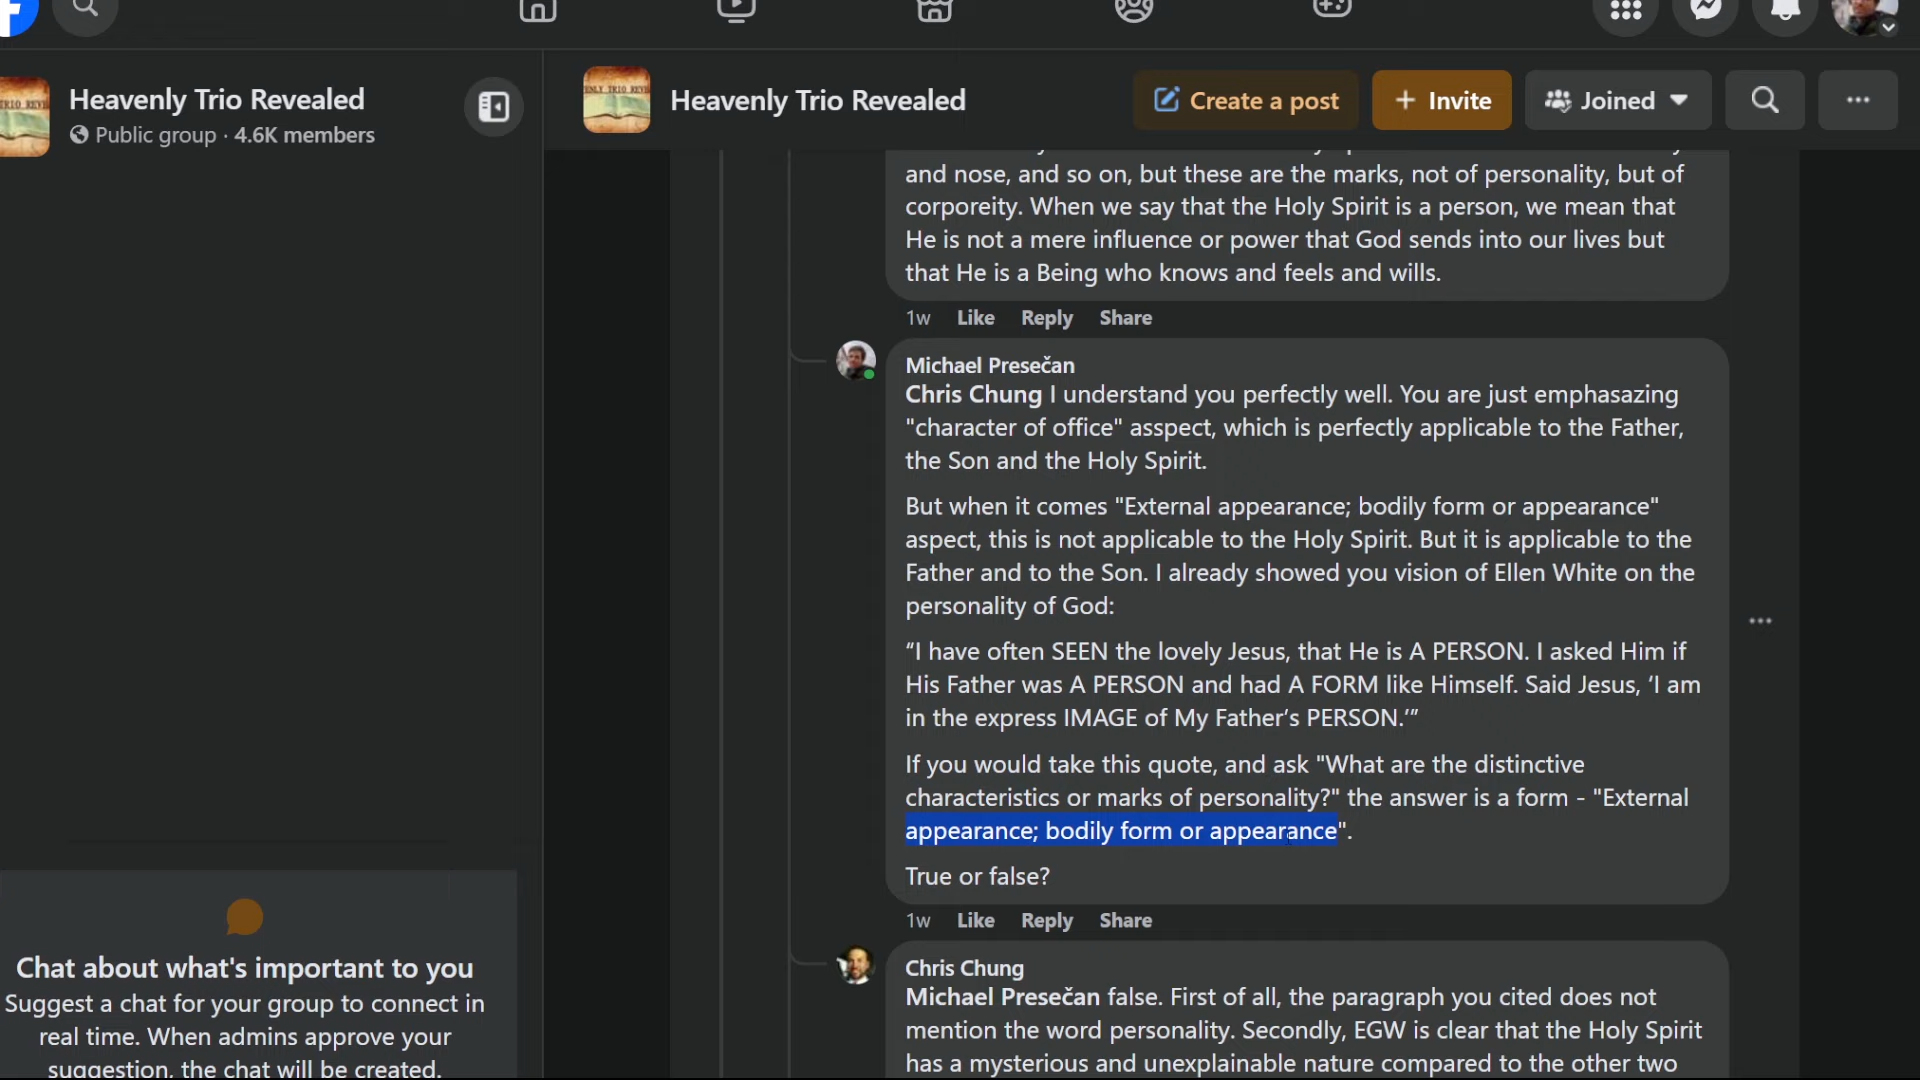 Heavenly Trio Revealed
Public group · 4.6K members
Heavenly Trio Revealed
Create a post
+ Invite
Joined
and nose, and so on, but these are the marks, not of personality, but of
corporeity. When we say that the Holy Spirit is a person, we mean that
He is not a mere influence or power that God sends into our lives but
that He is a Being who knows and feels and wills.
1w Like Reply Share
Michael Presečan
Chris Chung I understand you perfectly well. You are just emphasazing
"character of office" asspect, which is perfectly applicable to the Father,
the Son and the Holy Spirit.
But when it comes "External appearance; bodily form or appearance"
aspect, this is not applicable to the Holy Spirit. But it is applicable to the
Father and to the Son. I already showed you vision of Ellen White on the
personality of God:
“I have often SEEN the lovely Jesus, that He is A PERSON. I asked Him if
His Father was A PERSON and had A FORM like Himself. Said Jesus, ‘I am
in the express IMAGE of My Father’s PERSON.’”
If you would take this quote, and ask "What are the distinctive
characteristics or marks of personality?" the answer is a form - "External
appearance; bodily form or appearance".
True or false?
1w Like Reply Share
Chris Chung
Michael Presečan false. First of all, the paragraph you cited does not
mention the word personality. Secondly, EGW is clear that the Holy Spirit
has a mysterious and unexplainable nature compared to the other two
Chat about what's important to you
Suggest a chat for your group to connect in
real time. When admins approve your
suggestion, the chat will be created.